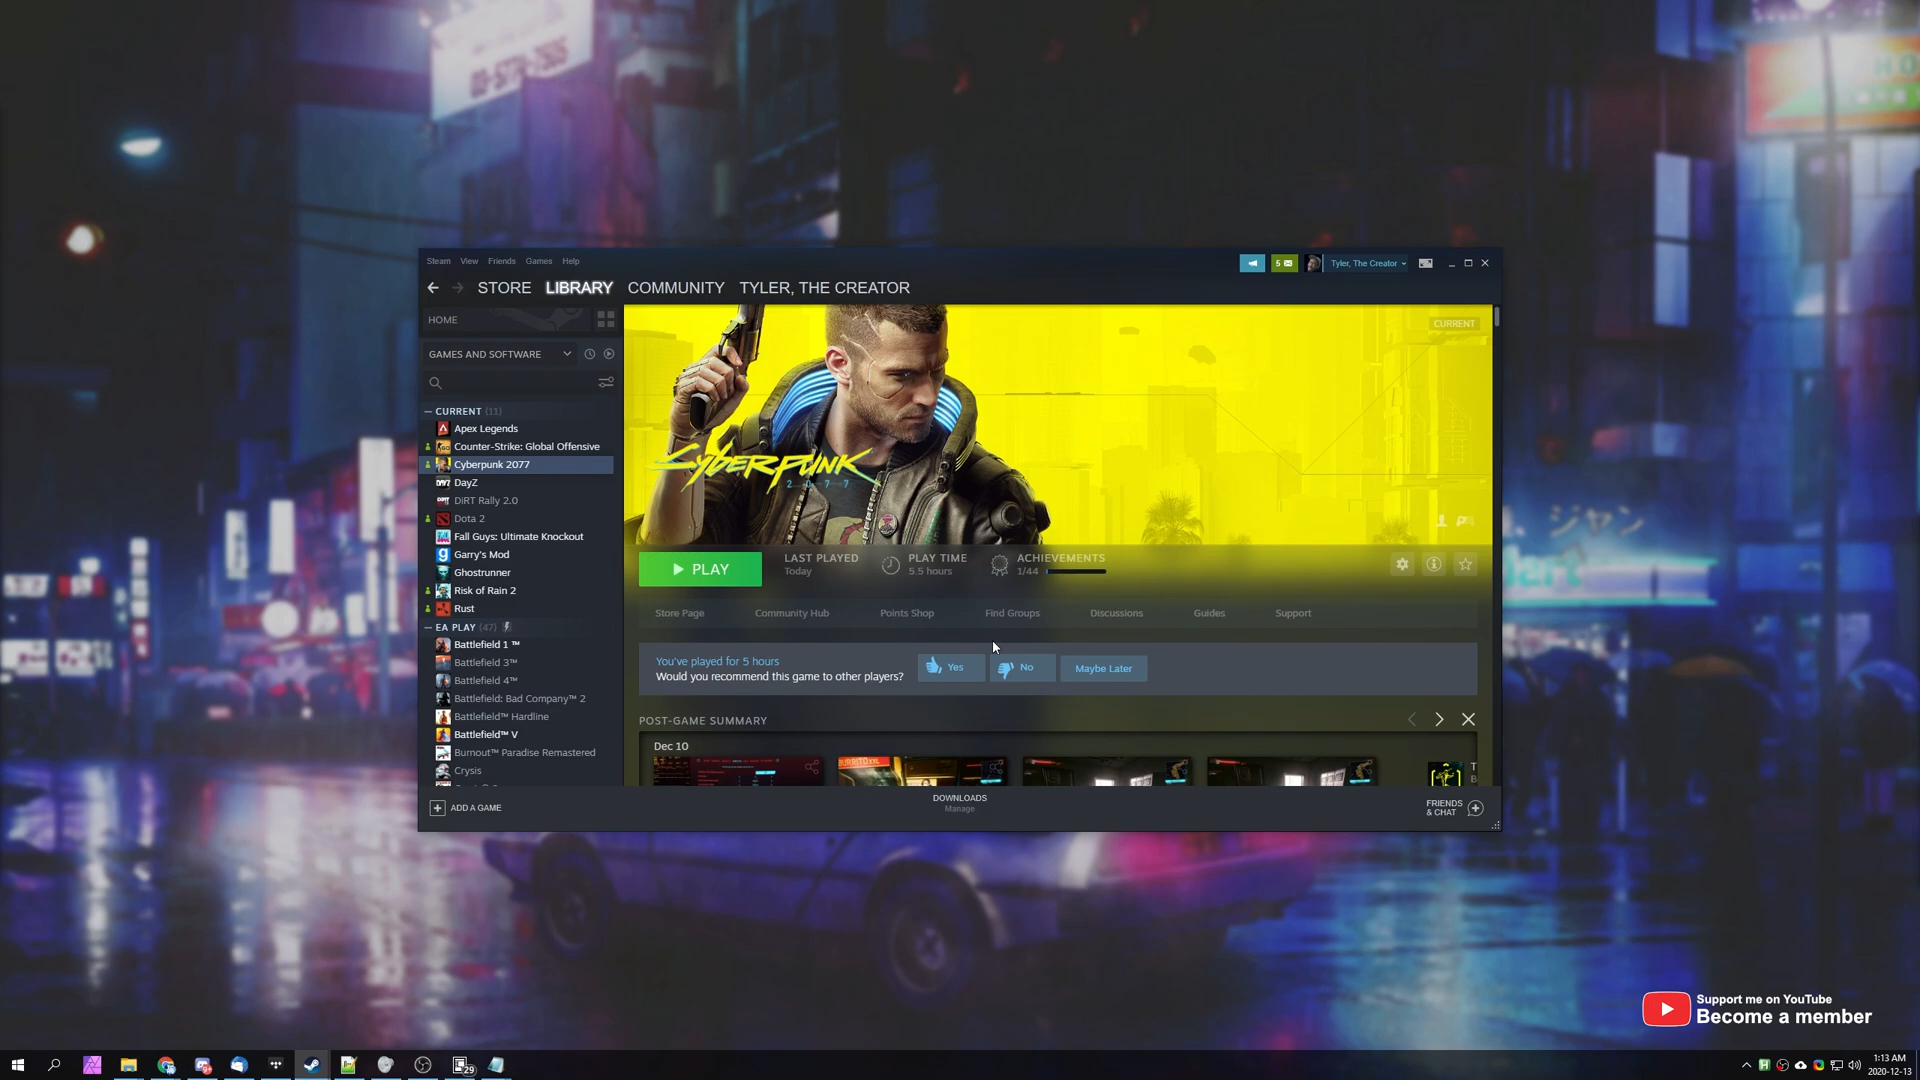 Steam View Friends Games Help
5
Tyler, The Creator
STORE LIBRARY COMMUNITY TYLER, THE CREATOR
HOME
GAMES AND SOFTWARE
CURRENT (11)
Apex Legends
Counter-Strike: Global Offensive
Cyberpunk 2077
DayZ
DiRT Rally 2.0
Dota 2
Fall Guys: Ultimate Knockout
Garry's Mod
Ghostrunner
Risk of Rain 2
Rust
EA PLAY (47)
Battlefield 1 ™
Battlefield 3™
Battlefield 4™
Battlefield: Bad Company™ 2
Battlefield™ Hardline
Battlefield™ V
Burnout™ Paradise Remastered
Crysis
ADD A GAME
CURRENT
CYBERPUNK
2077
PLAY
LAST PLAYED
Today
PLAY TIME
5.5 hours
ACHIEVEMENTS
1/44
Store Page Community Hub Points Shop Find Groups Discussions Guides Support
You've played for 5 hours
Would you recommend this game to other players?
Yes No Maybe Later
POST-GAME SUMMARY
Dec 10
BURRITO XXL
DOWNLOADS
Manage
FRIENDS
& CHAT
Support me on YouTube
Become a member
29
1:13 AM
2020-12-13